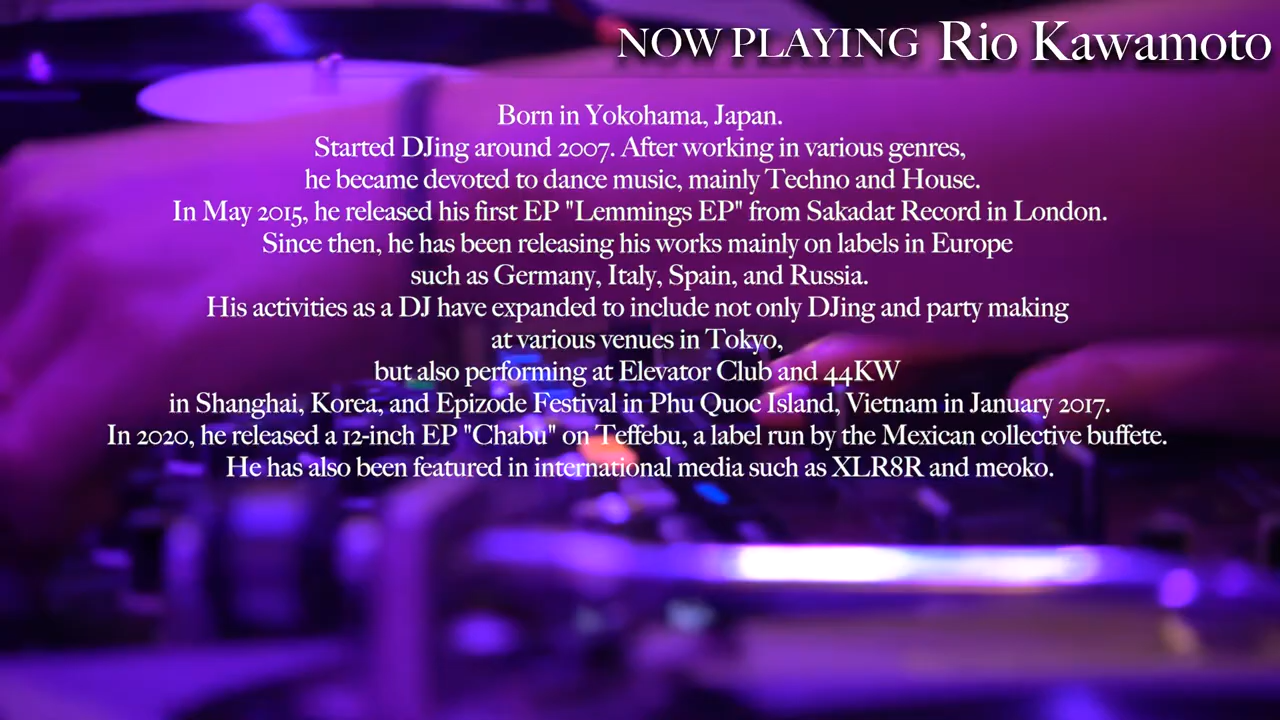 NOW PLAYING Rio Kawamoto
Born in Yokohama, Japan.
Started DJing around 2007. After working in various genres,
he became devoted to dance music, mainly Techno and House.
In May 2015, he released his first EP "Lemmings EP" from Sakadat Record in London.
Since then, he has been releasing his works mainly on labels in Europe
such as Germany, Italy, Spain, and Russia.
His activities as a DJ have expanded to include not only DJing and party making
at various venues in Tokyo,
but also performing at Elevator Club and 44KW
in Shanghai, Korea, and Epizode Festival in Phu Quoc Island, Vietnam in January 2017.
In 2020, he released a 12-inch EP "Chabu" on Teffebu, a label run by the Mexican collective buffete.
He has also been featured in international media such as XLR8R and meoko.